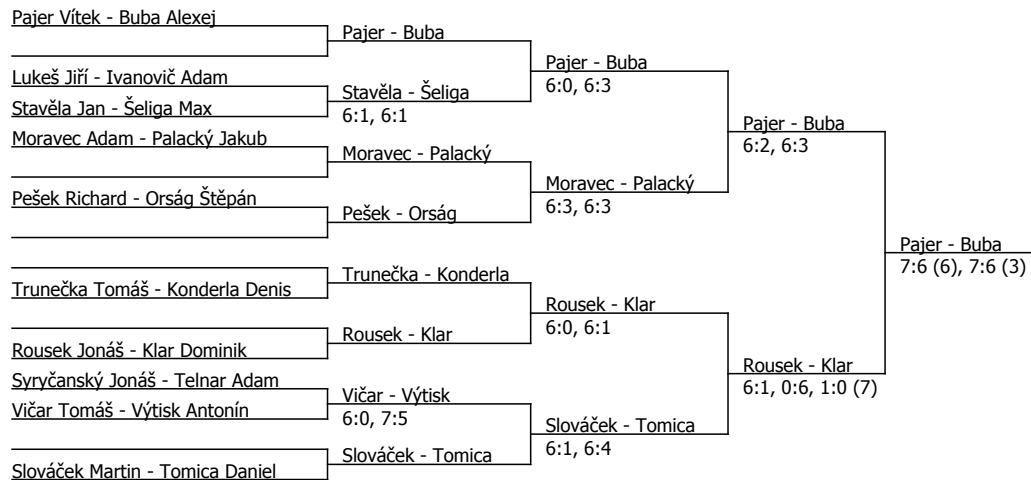 Pajer Vítek - Buba Alexej
Lukeš Jiří - Ivanovič Adam
Stavěla Jan - Šeliga Max
Moravec Adam - Palacký Jakub
Pešek Richard - Orság Štěpán
Trunečka Tomáš - Konderla Denis
Rousek Jonáš - Klar Dominik
Syryčanský Jonáš - Telnar Adam
Vičar Tomáš - Výtisk Antonín
Slováček Martin - Tomica Daniel
Pajer - Buba
Stavěla - Šeliga
6:1, 6:1
Moravec - Palacký
Pešek - Orság
Trunečka - Konderla
Rousek - Klar
Vičar - Výtisk
6:0, 7:5
Slováček - Tomica
Pajer - Buba
6:0, 6:3
Moravec - Palacký
6:3, 6:3
Rousek - Klar
6:0, 6:1
Slováček - Tomica
6:1, 6:4
Pajer - Buba
6:2, 6:3
Rousek - Klar
6:1, 0:6, 1:0 (7)
Pajer - Buba
7:6 (6), 7:6 (3)